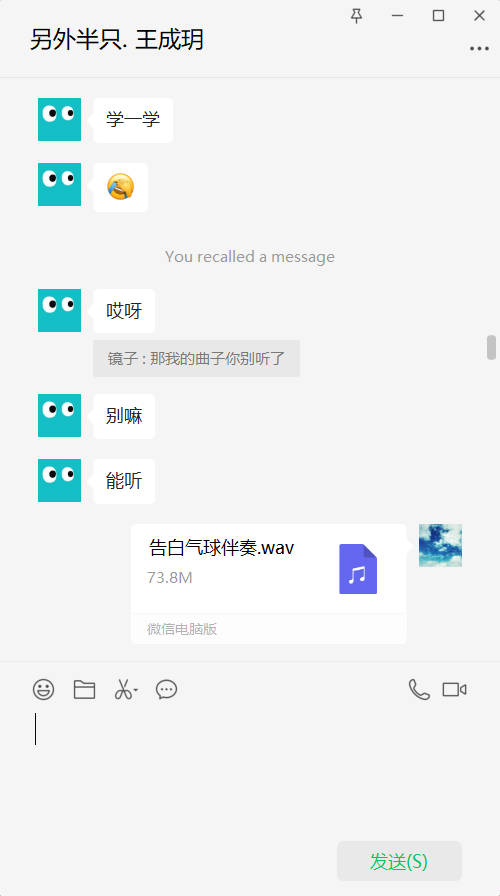 另外半只. 王成玥
学一学
You recalled a message
哎呀
镜子 : 那我的曲子你别听了
别嘛
能听
告白气球伴奏.wav
73.8M
微信电脑版
发送(S)